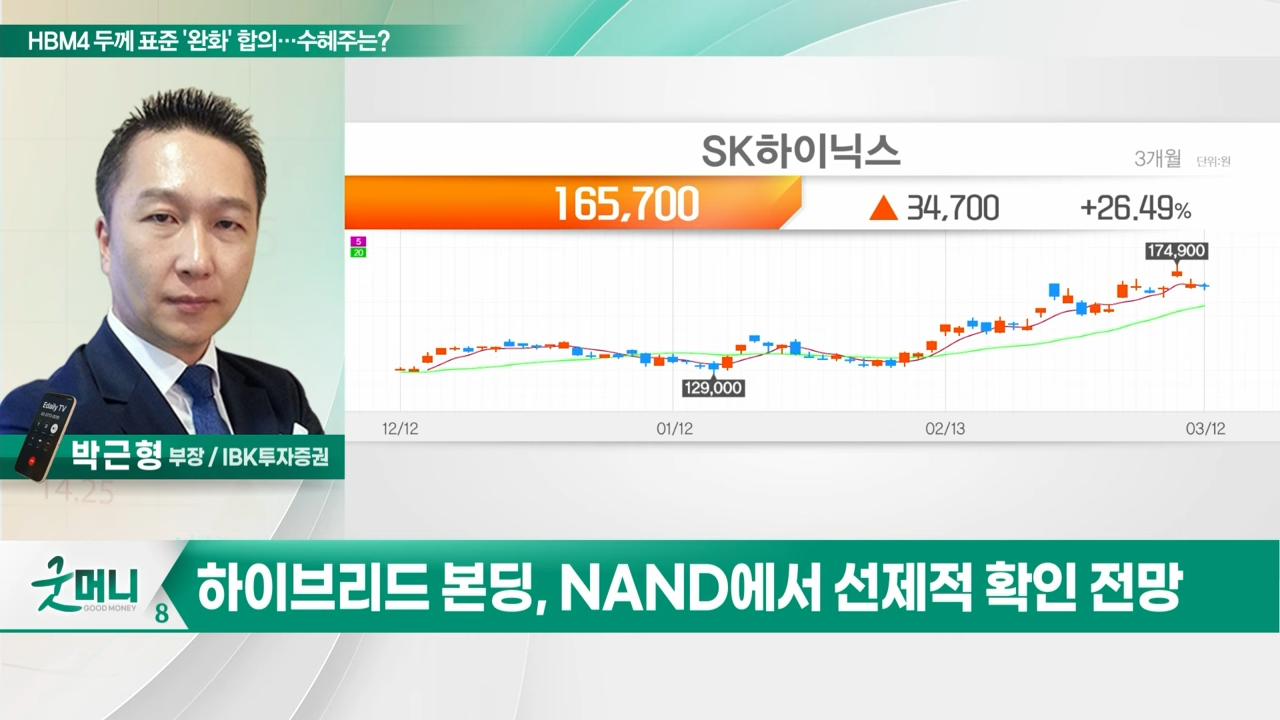 HBM4 두께 표준 '완화' 합의…수혜주는?
SK하이닉스
3개월 단위:원
165,700 ▲ 34,700 +26.49%
5
20
174,900
129,000
12/12 01/12 02/13 03/12
Edaily TV
박근형 부장 / IBK투자증권
14.25
굿머니
GOOD MONEY
8
하이브리드 본딩, NAND에서 선제적 확인 전망